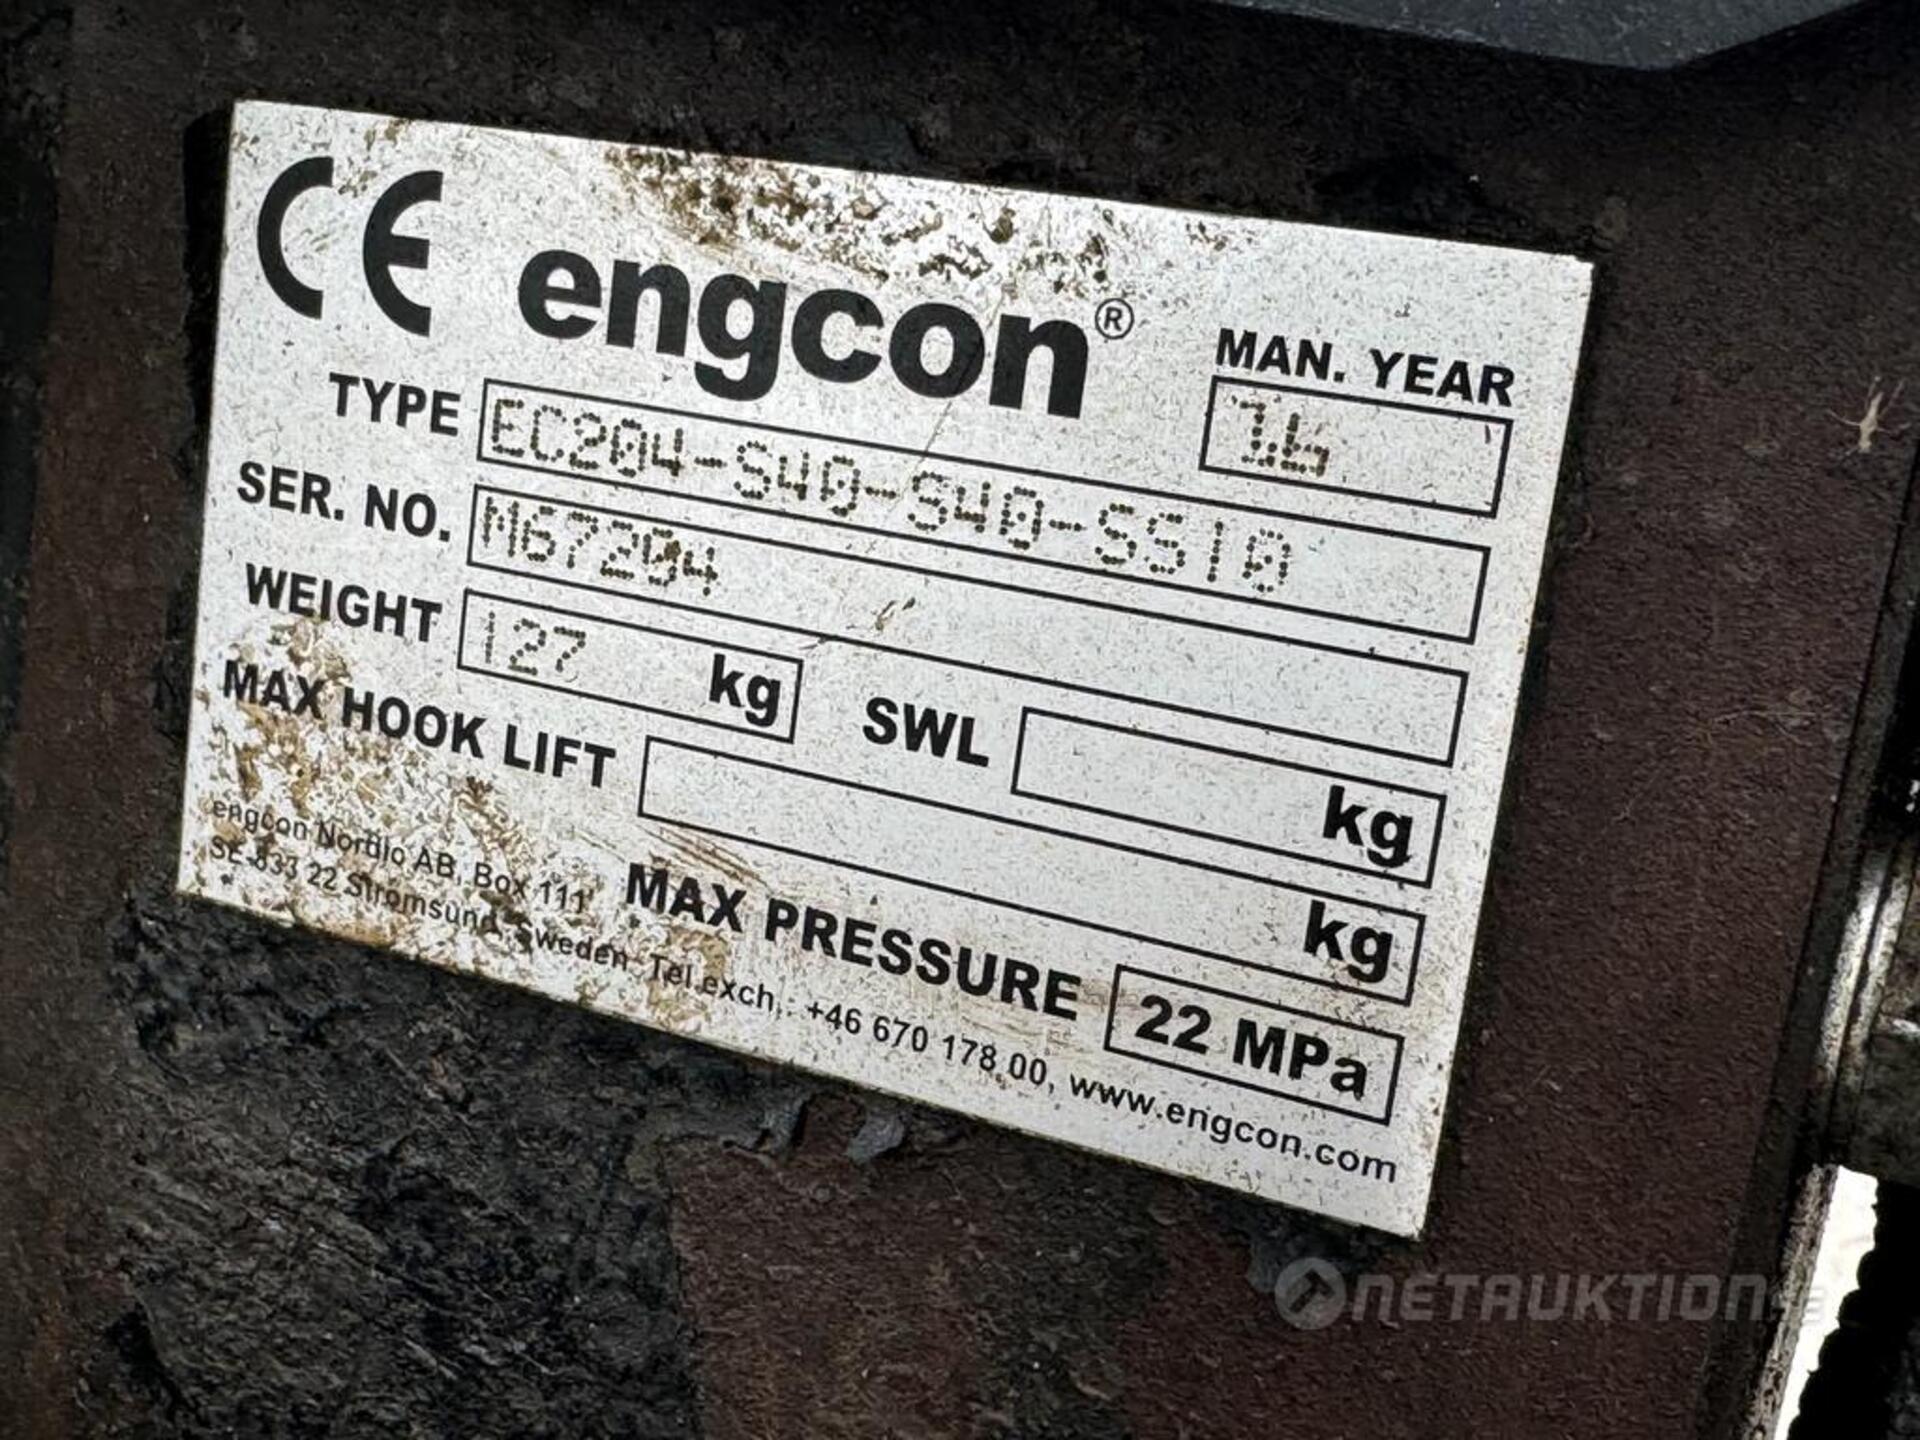 CE engcon®
MAN. YEAR
16
TYPE EC204-S40-S40-SS10
SER. NO. M67204
WEIGHT 127 kg
SWL kg
MAX HOOK LIFT kg
MAX PRESSURE 22 MPa
engcon Nordic AB, Box 111
SE-833 22 Strömsund, Sweden. Tel.exch.: +46 670 178 00, www.engcon.com
NETAUKTION